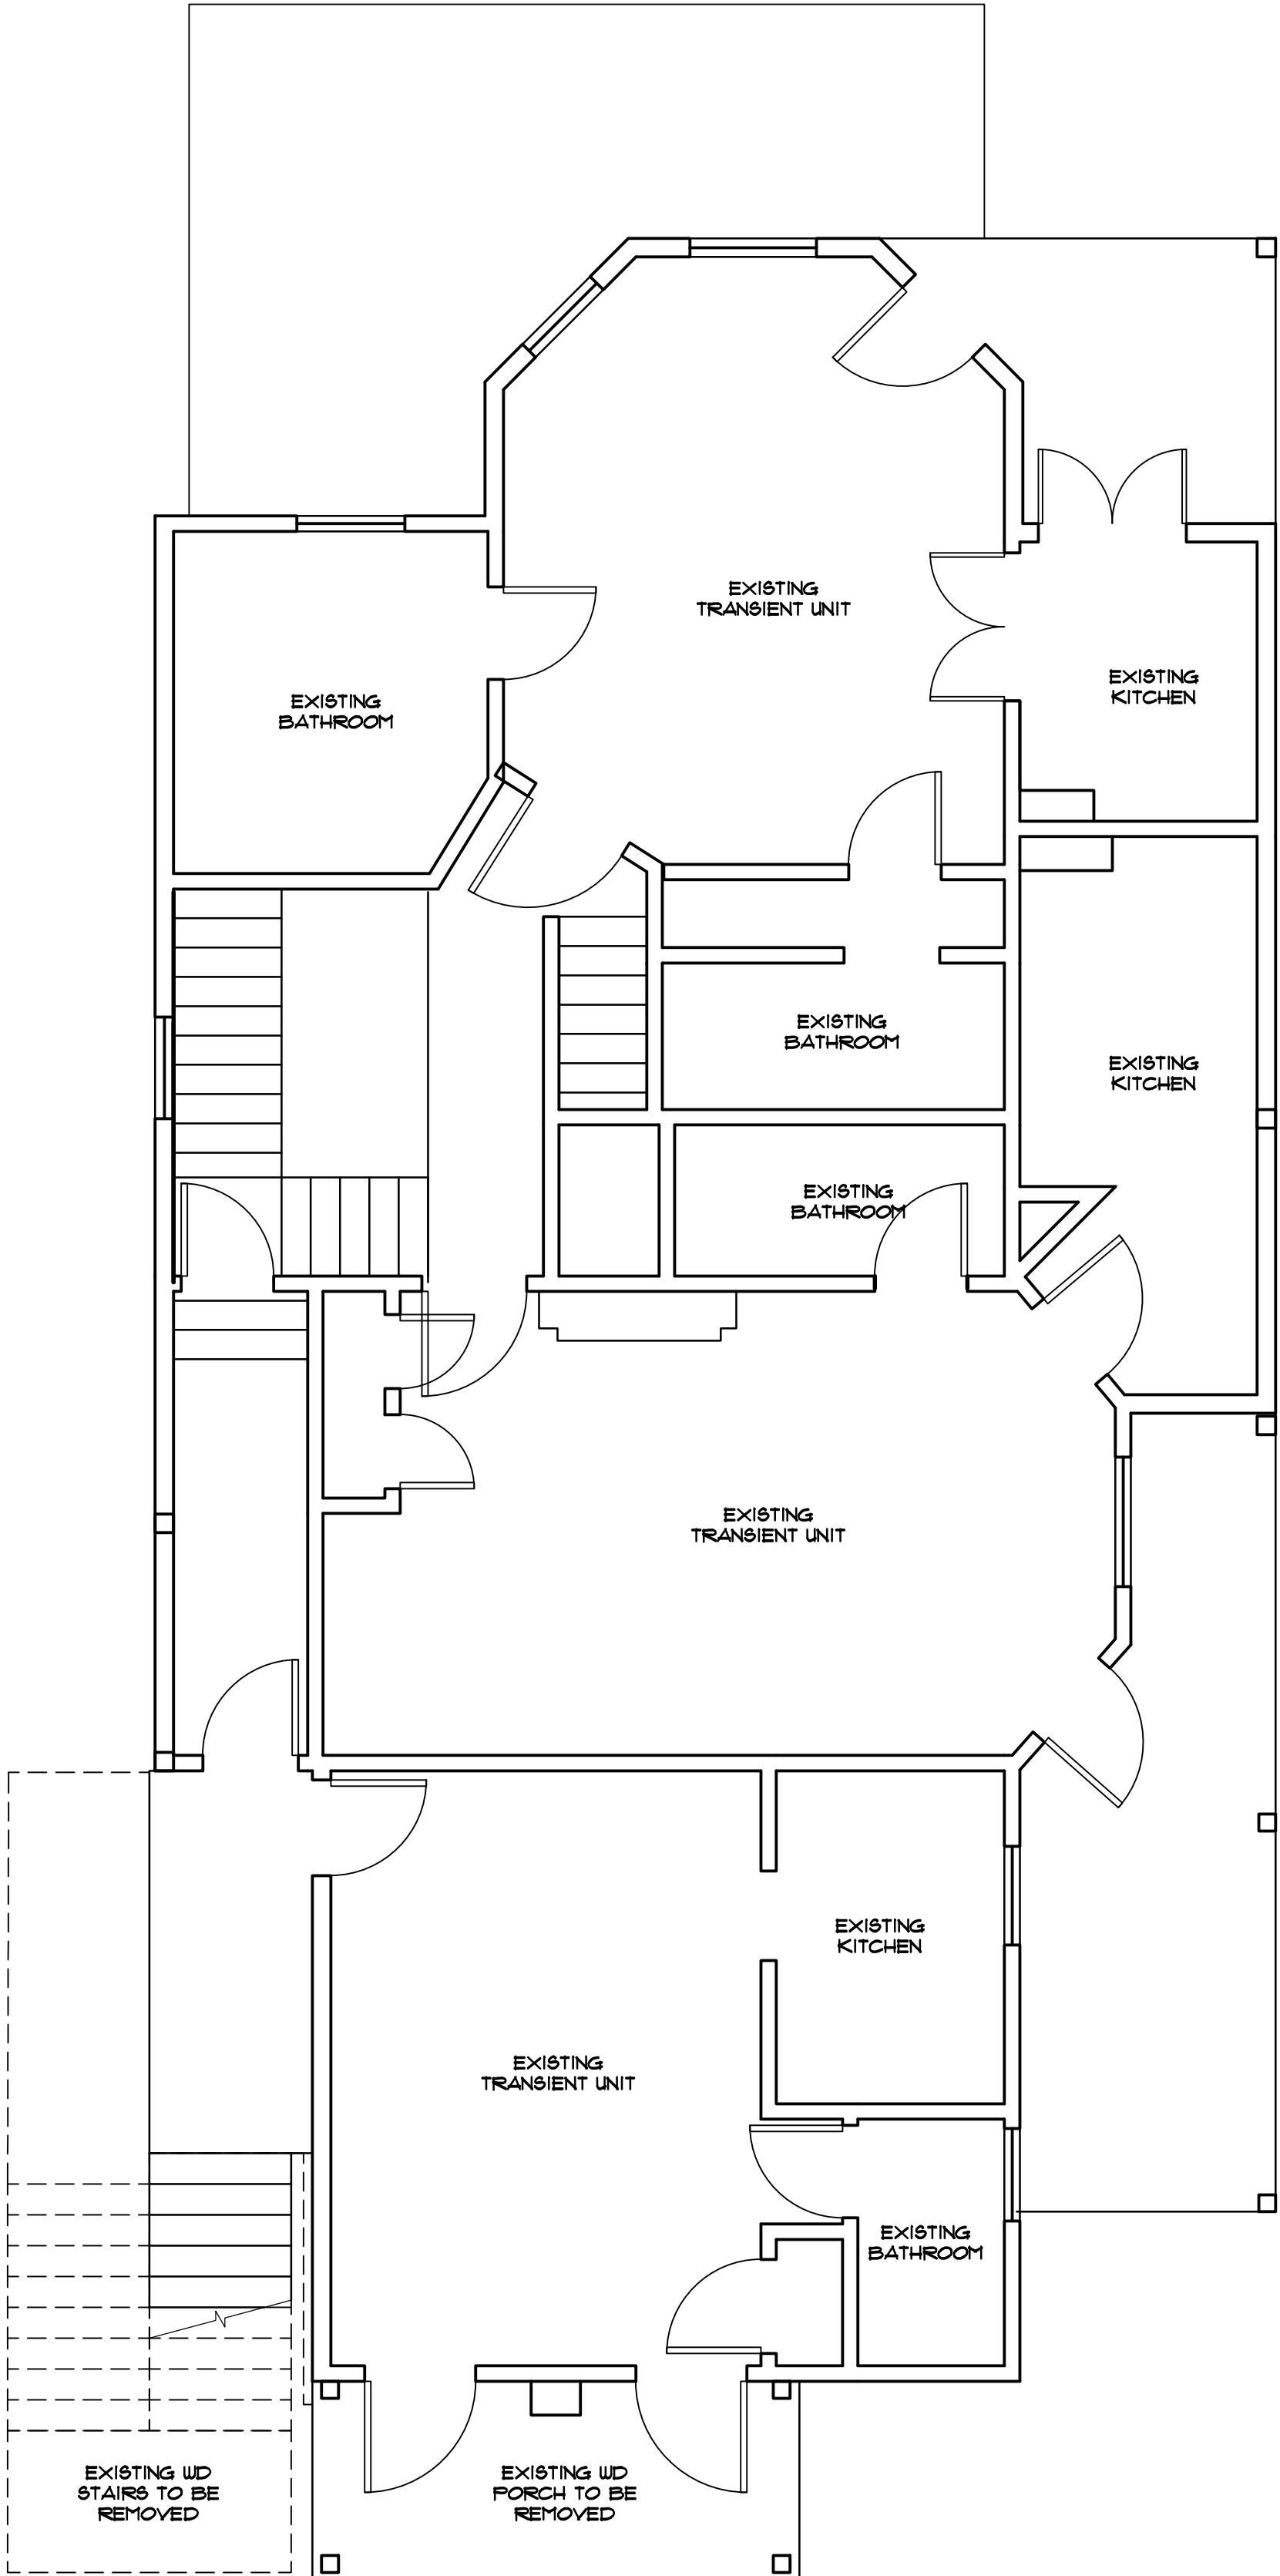 EXISTING
TRANSIENT UNIT
EXISTING
KITCHEN
EXISTING
BATHROOM
EXISTING
BATHROOM
EXISTING
KITCHEN
EXISTING
BATHROOM
EXISTING
TRANSIENT UNIT
EXISTING
KITCHEN
EXISTING
TRANSIENT UNIT
EXISTING
BATHROOM
EXISTING WD
STAIRS TO BE
REMOVED
EXISTING WD
PORCH TO BE
REMOVED